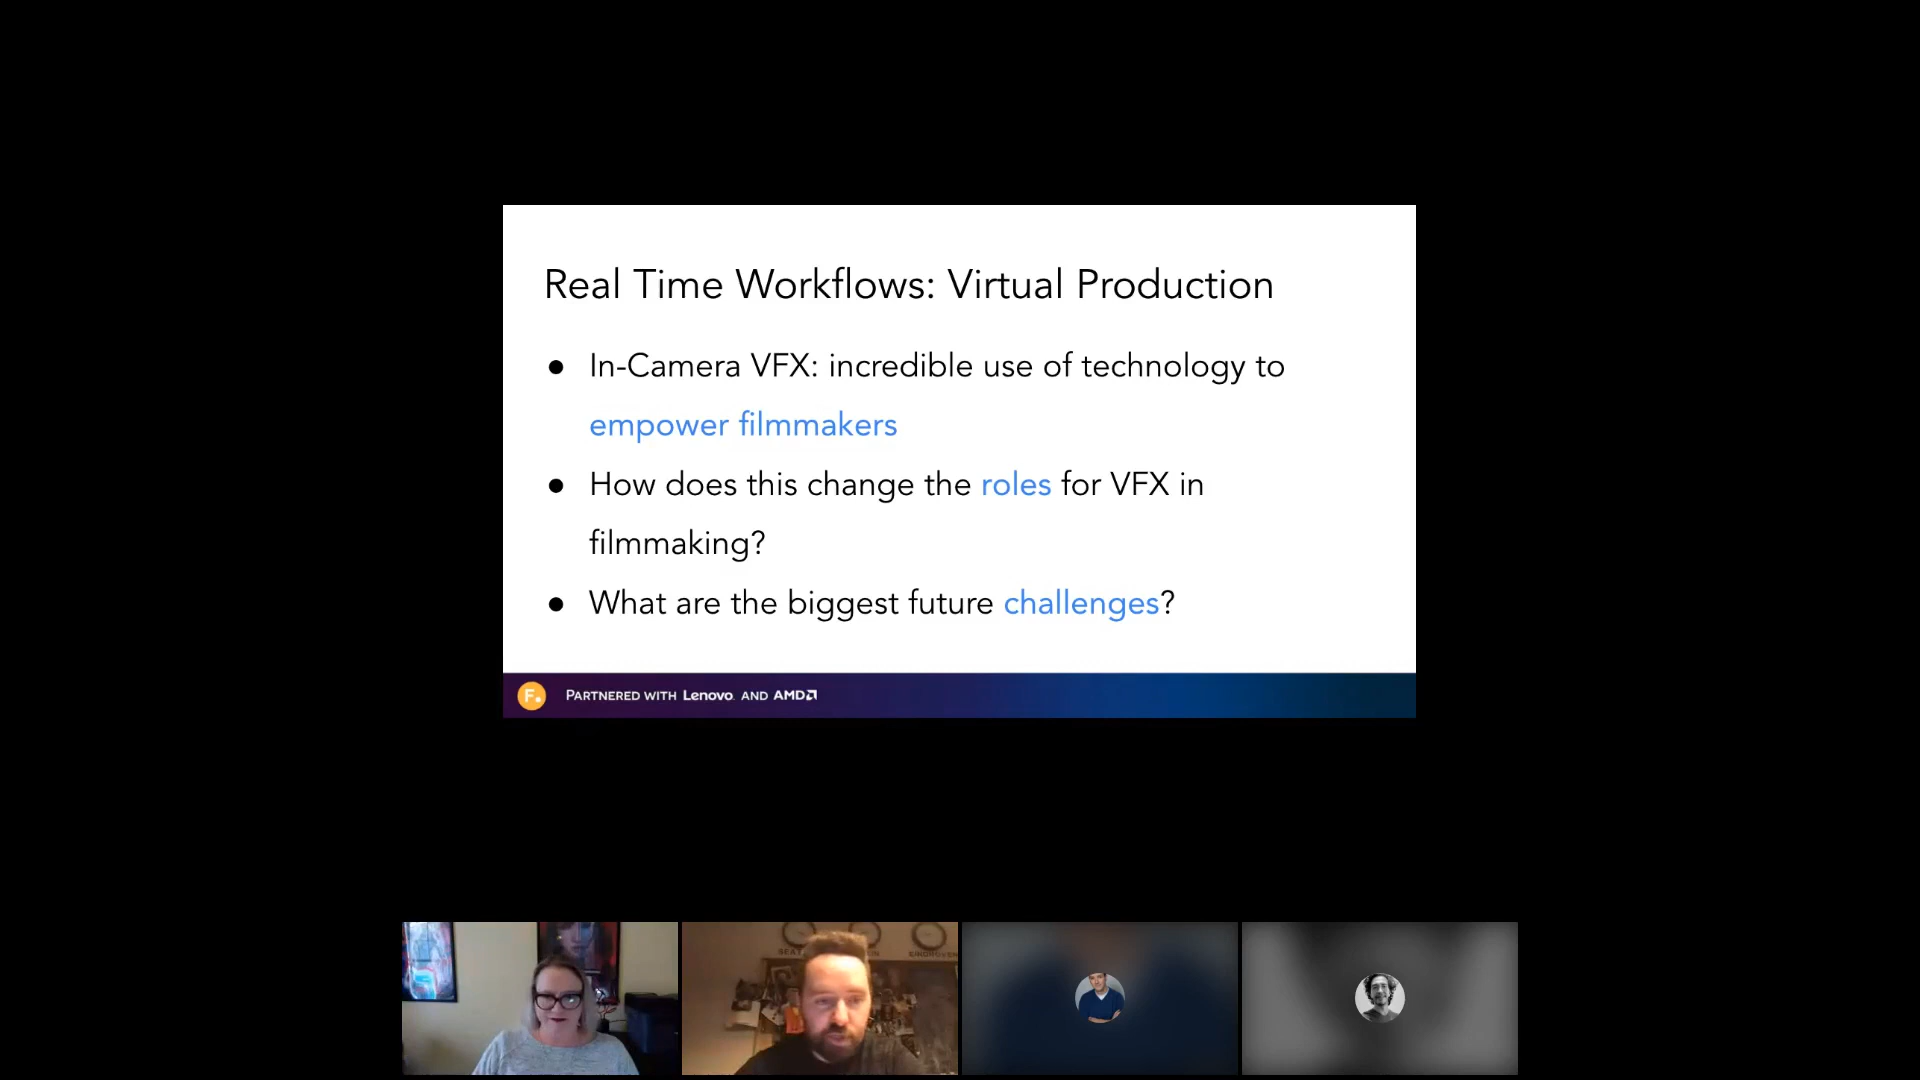 Real Time Workflows: Virtual Production
● In-Camera VFX: incredible use of technology to
empower filmmakers
● How does this change the roles for VFX in
filmmaking?
● What are the biggest future challenges?
F. PARTNERED WITH Lenovo. AND AMD